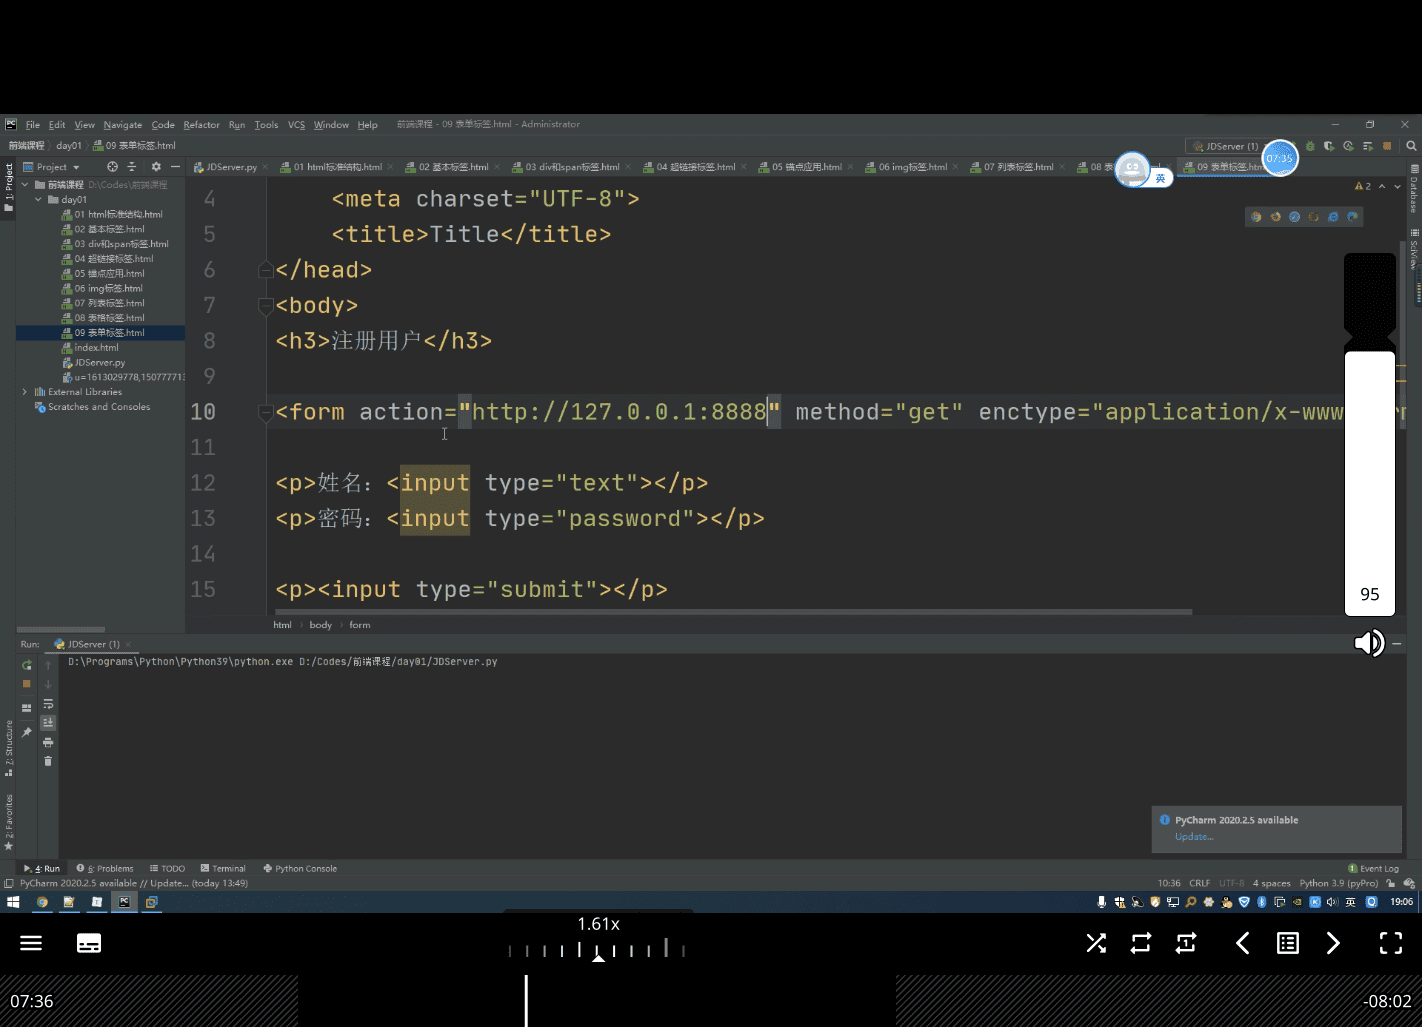 File Edit View Navigate Code Refactor Run Tools VCS Window Help 前端课程 - 09 表单标签.html - Administrator
前端课程 day01 09 表单标签.html JDServer (1) 07:35
Project JDServer.py 01 html标准结构.html 02 基本标签.html 03 div和span标签.html 04 超链接标签.html 05 锚点应用.html 06 img标签.html 07 列表标签.html 08 表 09 表单标签.htm
英
1: Project
前端课程 D:\Codes\前端课程
day01
01 html标准结构.html
02 基本标签.html
03 div和span标签.html
04 超链接标签.html
05 锚点应用.html
06 img标签.html
07 列表标签.html
08 表格标签.html
09 表单标签.html
index.html
JDServer.py
u=1613029778,150777713
External Libraries
Scratches and Consoles
2
4 <meta charset="UTF-8">
5 <title>Title</title>
6 </head>
7 <body>
8 <h3>注册用户</h3>
9
10 <form action="http://127.0.0.1:8888" method="get" enctype="application/x-www
11
12 <p>姓名：<input type="text"></p>
13 <p>密码：<input type="password"></p>
14
15 <p><input type="submit"></p>
html body form
Database
SciView
95
Run: JDServer (1)
D:\Programs\Python\Python39\python.exe D:/Codes/前端课程/day01/JDServer.py
7: Structure
2: Favorites
PyCharm 2020.2.5 available
Update...
4: Run 6: Problems TODO Terminal Python Console 1 Event Log
PyCharm 2020.2.5 available // Update... (today 13:49) 10:36 CRLF UTF-8 4 spaces Python 3.9 (pyPro)
英 19:06
1.61x
07:36 -08:02